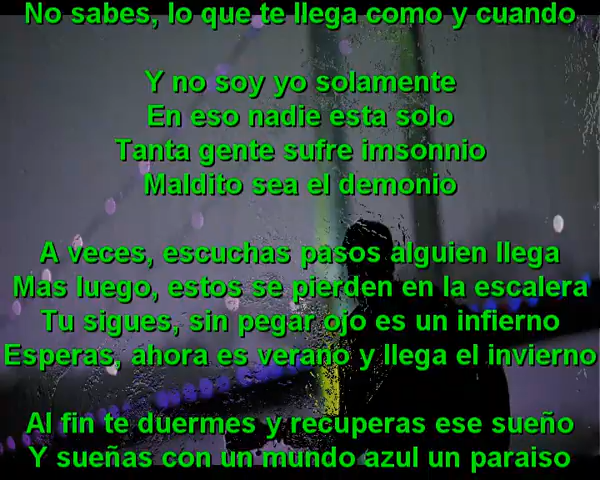 No sabes, lo que te llega como y cuando
Y no soy yo solamente
En eso nadie esta solo
Tanta gente sufre imsonnio
Maldito sea el demonio
A veces, escuchas pasos alguien llega
Mas luego, estos se pierden en la escalera
Tu sigues, sin pegar ojo es un infierno
Esperas, ahora es verano y llega el invierno
Al fin te duermes y recuperas ese sueño
Y sueñas con un mundo azul un paraiso